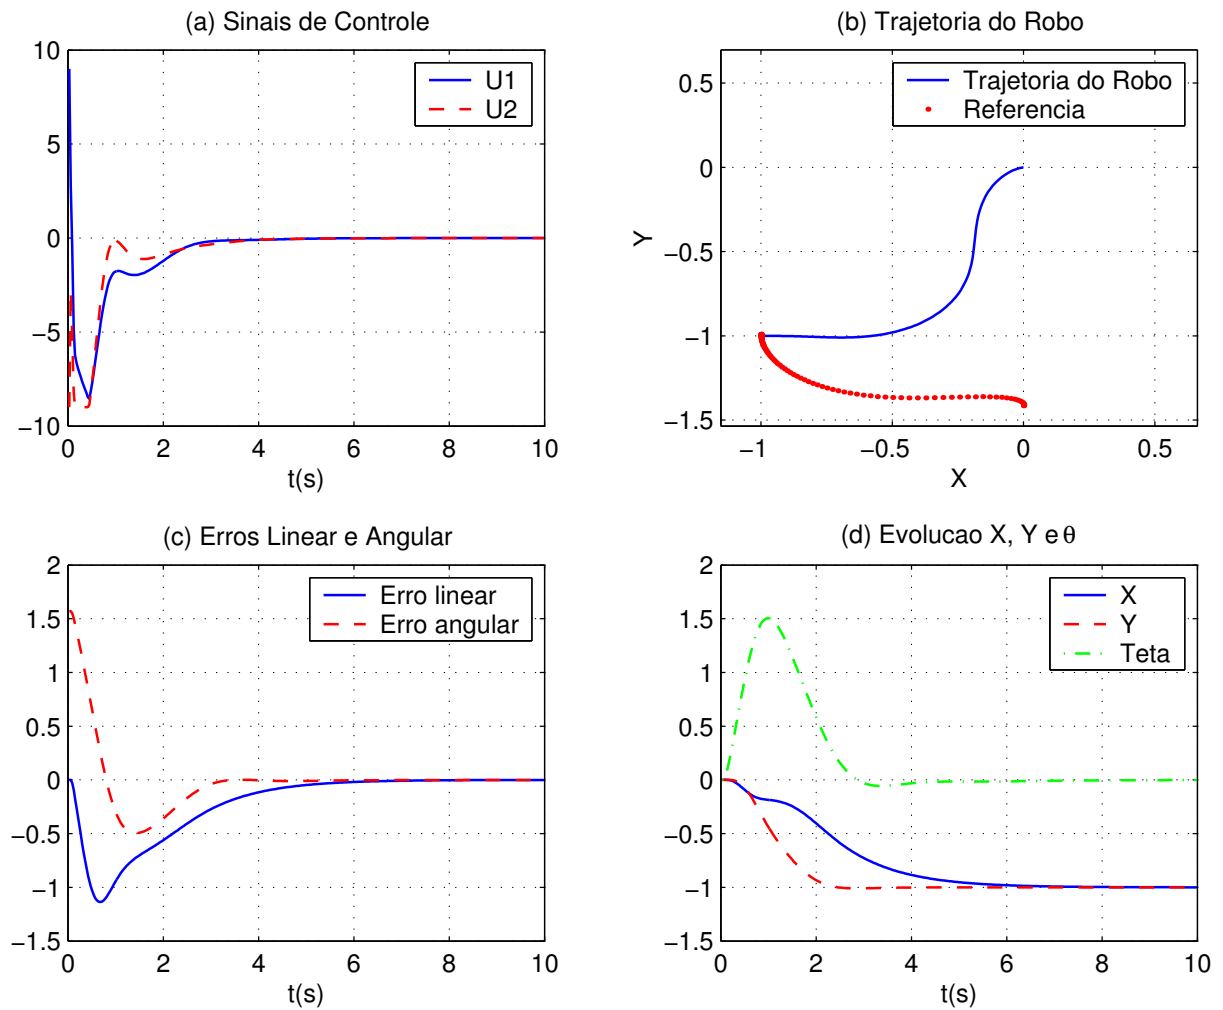 (a) Sinais de Controle
10
5
0
−5
−10
0
2
4
6
8
10
t(s)
U1
U2
(b) Trajetoria do Robo
0.5
0
−0.5
−1
−1.5
Y
−1
−0.5
0
0.5
X
Trajetoria do Robo
Referencia
(c) Erros Linear e Angular
2
1.5
1
0.5
0
−0.5
−1
−1.5
0
2
4
6
8
10
t(s)
Erro linear
Erro angular
(d) Evolucao X, Y e θ
2
1.5
1
0.5
0
−0.5
−1
−1.5
0
2
4
6
8
10
t(s)
X
Y
Teta